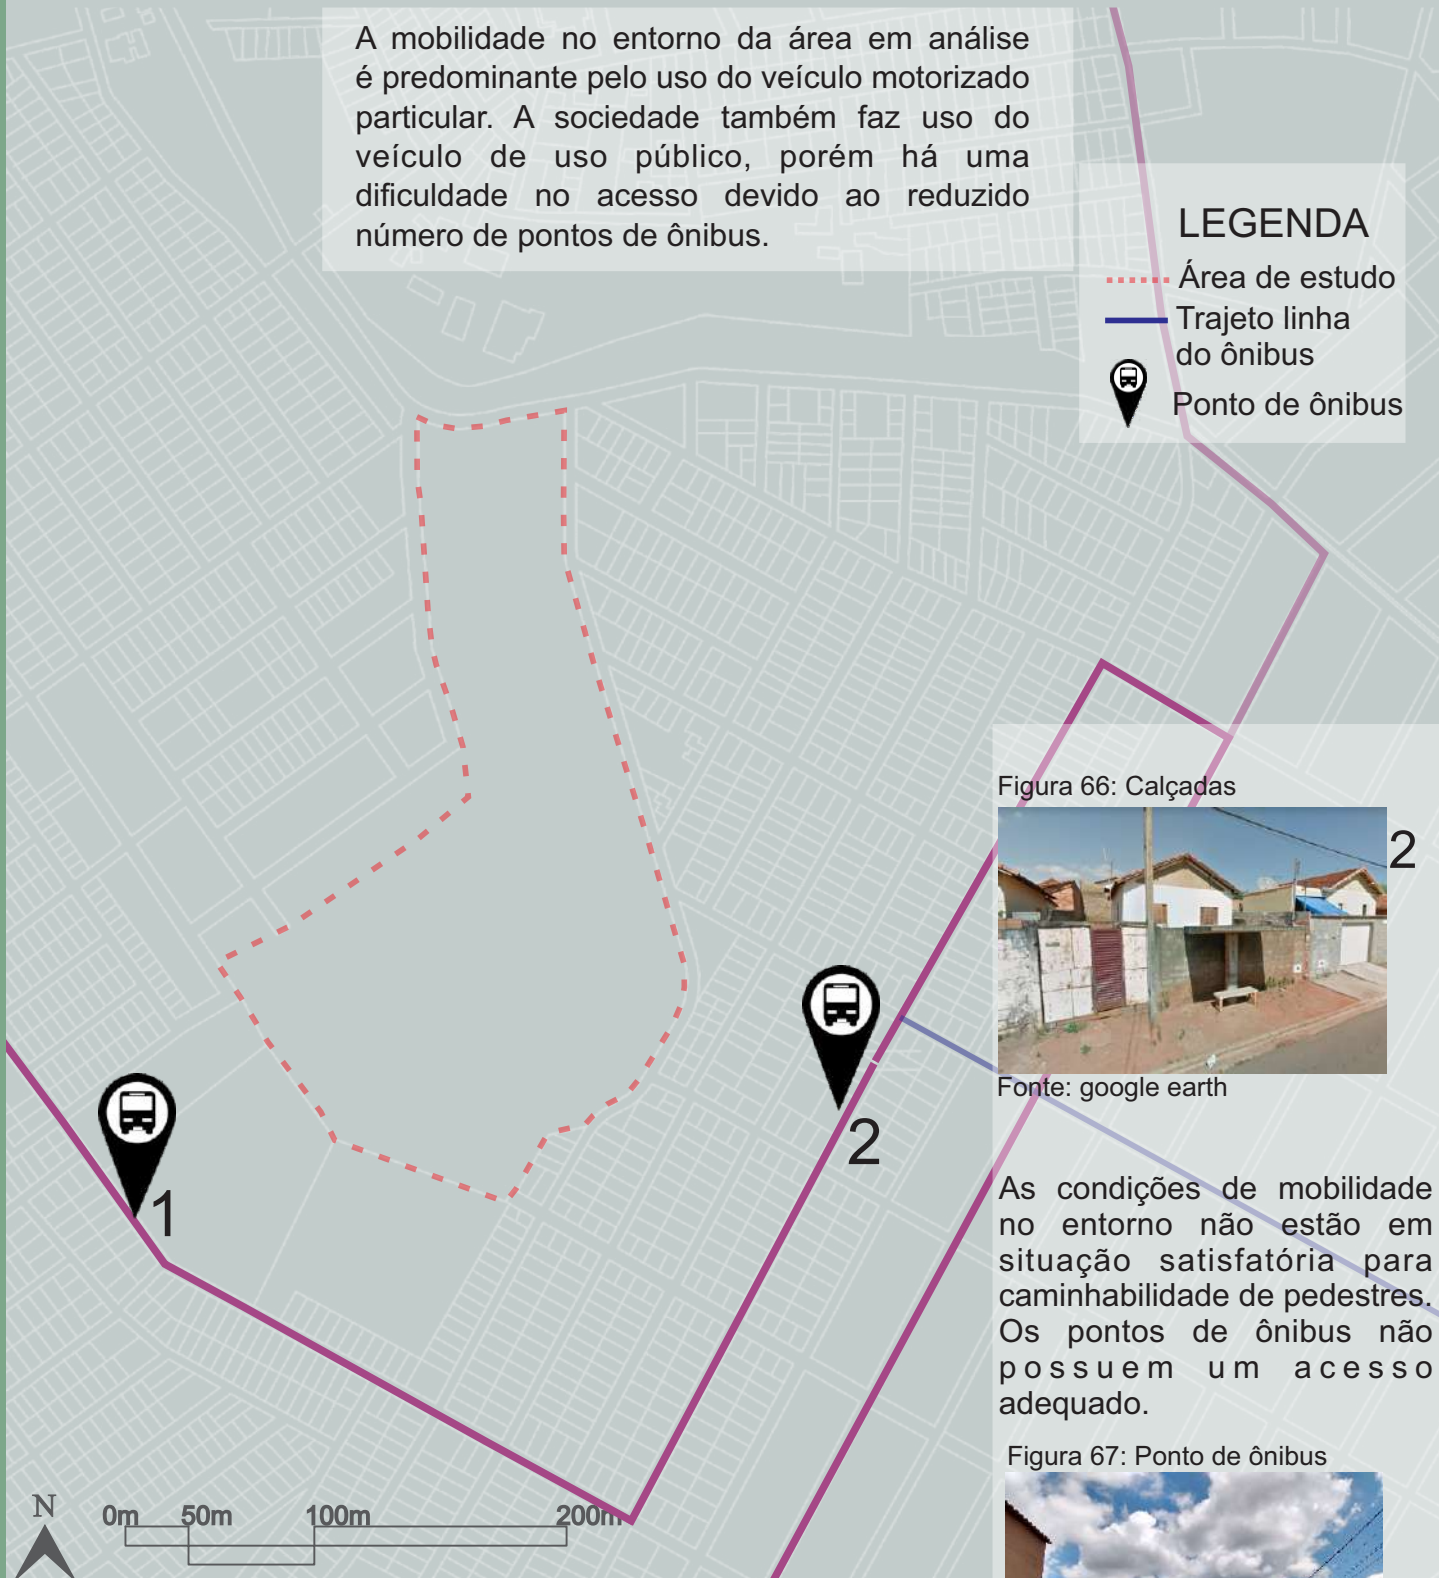 A mobilidade no entorno da área em análise
é predominante pelo uso do veículo motorizado
particular. A sociedade também faz uso do
veículo de uso público, porém há uma
dificuldade no acesso devido ao reduzido
número de pontos de ônibus.
LEGENDA
Área de estudo
Trajeto linha
do ônibus
Ponto de ônibus
Figura 66: Calçadas
2
Fonte: google earth
2
1
As condições de mobilidade
no entorno não estão em
situação satisfatória para
caminhabilidade de pedestres.
Os pontos de ônibus não
possuem um acesso
adequado.
Figura 67: Ponto de ônibus
N
0m 50m 100m 200m